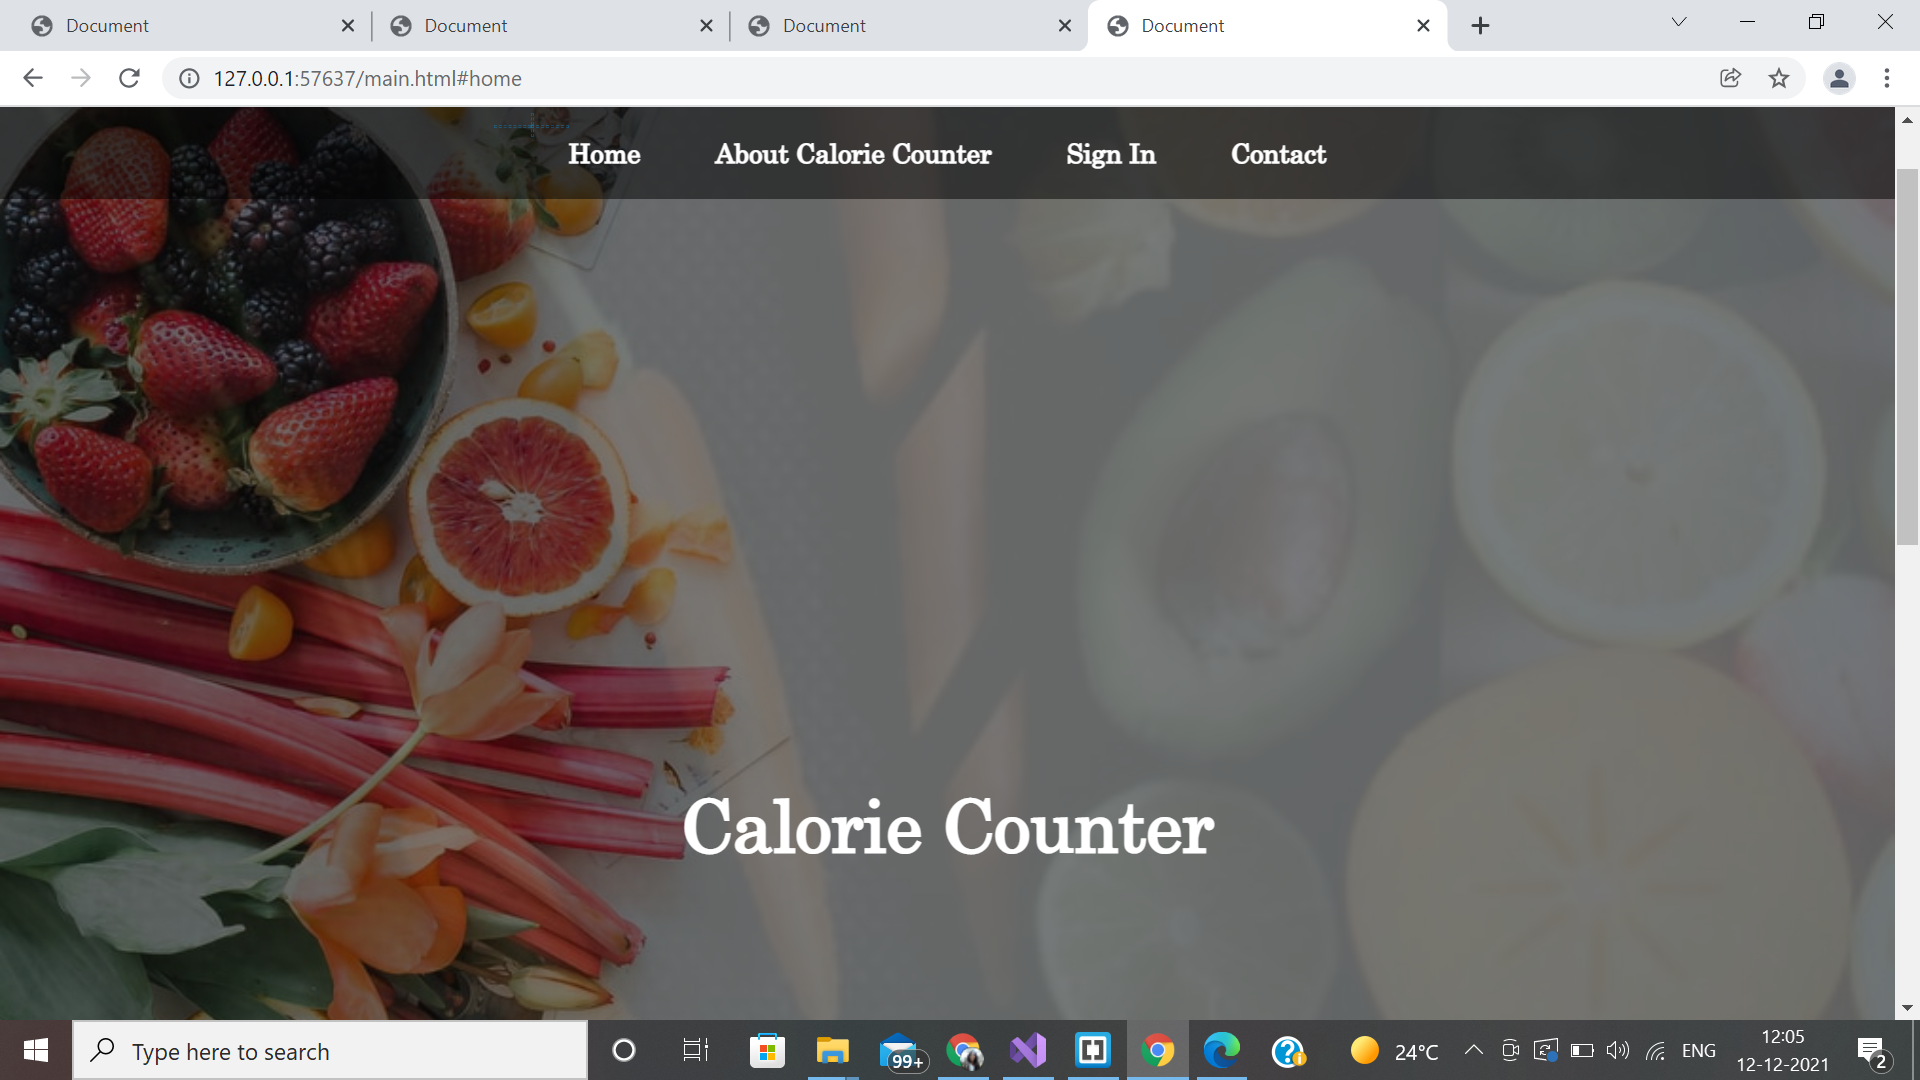 Document
Document
Document
Document
127.0.0.1:57637/main.html#home
Home
About Calorie Counter
Sign In
Contact
Calorie Counter
Type here to search
99+
24°C
ENG
12:05
12-12-2021
2